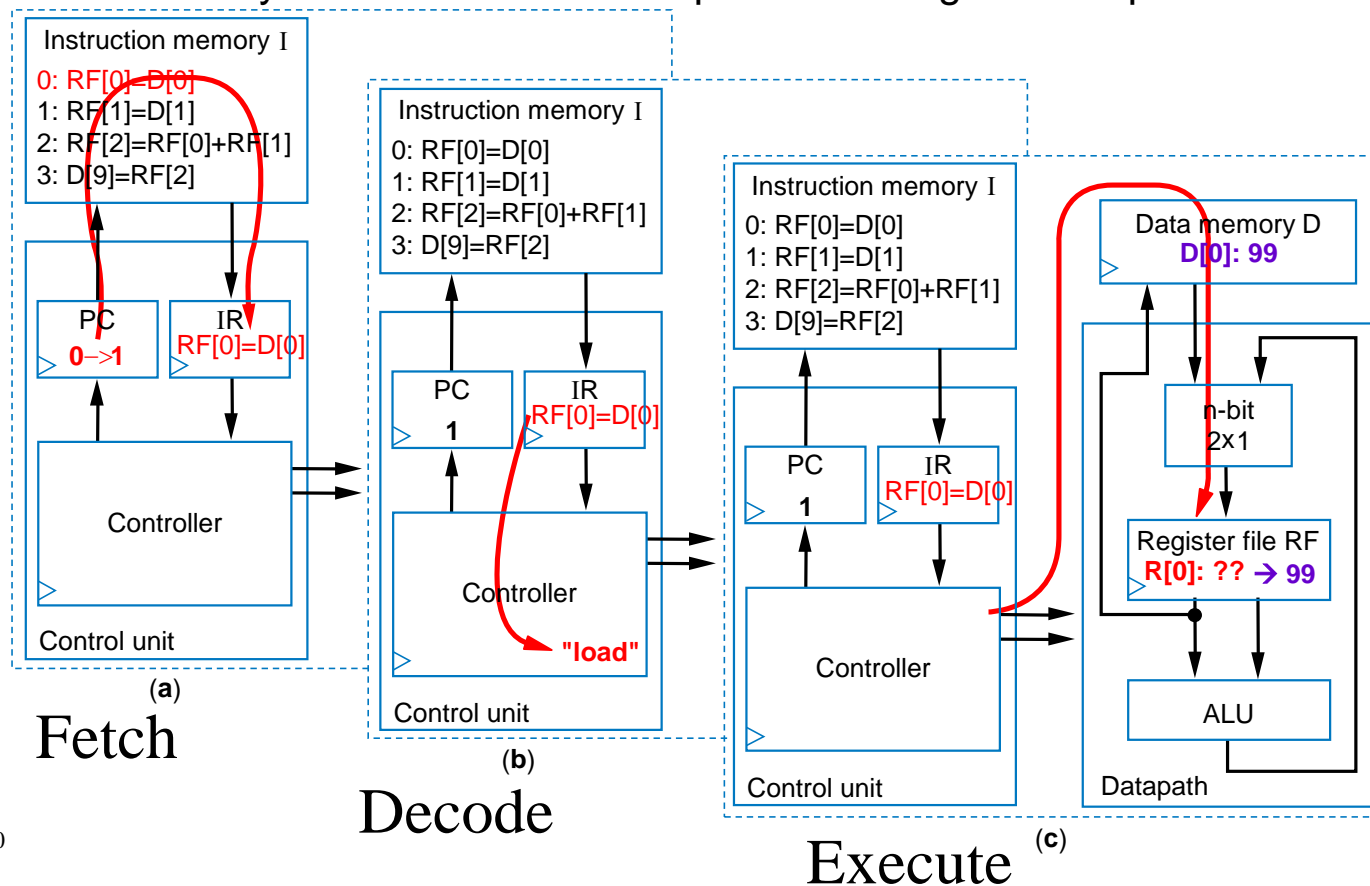 Instruction memory I
0: RF[0]=D[0]
1: RF[1]=D[1]
2: RF[2]=RF[0]+RF[1]
3: D[9]=RF[2]
PC
0–>1
IR
RF[0]=D[0]
Controller
Control unit
(a)
Fetch
Instruction memory I
0: RF[0]=D[0]
1: RF[1]=D[1]
2: RF[2]=RF[0]+RF[1]
3: D[9]=RF[2]
PC
1
IR
RF[0]=D[0]
Controller
"load"
Control unit
(b)
Decode
Instruction memory I
0: RF[0]=D[0]
1: RF[1]=D[1]
2: RF[2]=RF[0]+RF[1]
3: D[9]=RF[2]
PC
1
IR
RF[0]=D[0]
Controller
Control unit
Data memory D
D[0]: 99
n-bit
2x1
Register file RF
R[0]: ?? → 99
ALU
Datapath
(c)
Execute